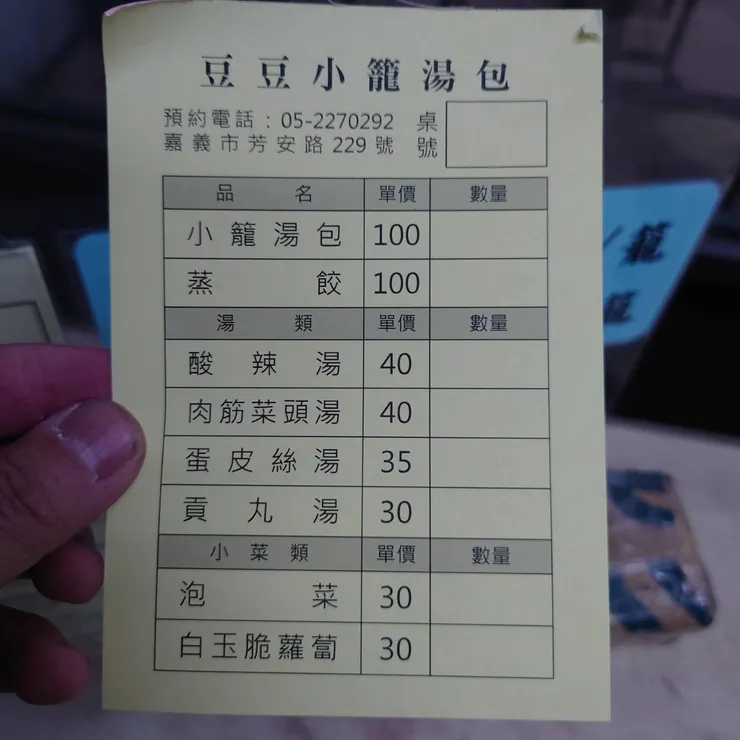 豆豆小籠湯包
預約電話：05-2270292 桌
嘉義市芳安路229號 號
品名 單價 數量
小籠湯包 100
蒸餃 100
湯類 單價 數量
酸辣湯 40
肉筋菜頭湯 40
蛋皮絲湯 35
貢丸湯 30
小菜類 單價 數量
泡菜 30
白玉脆蘿蔔 30
/籠
籠